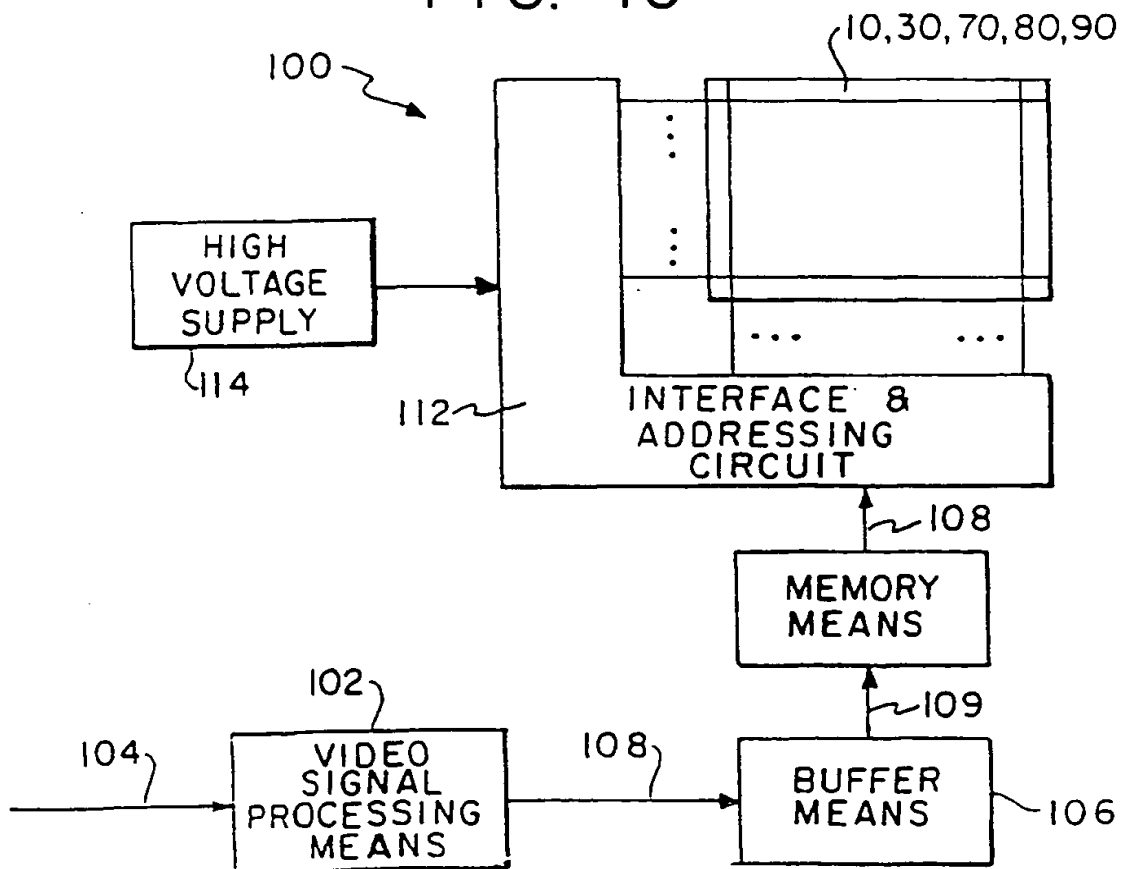 10,30,70,80,90
100
HIGH
VOLTAGE
SUPPLY
114
112
INTERFACE &
ADDRESSING
CIRCUIT
108
MEMORY
MEANS
109
102
104
VIDEO
SIGNAL
PROCESSING
MEANS
108
BUFFER
MEANS
106